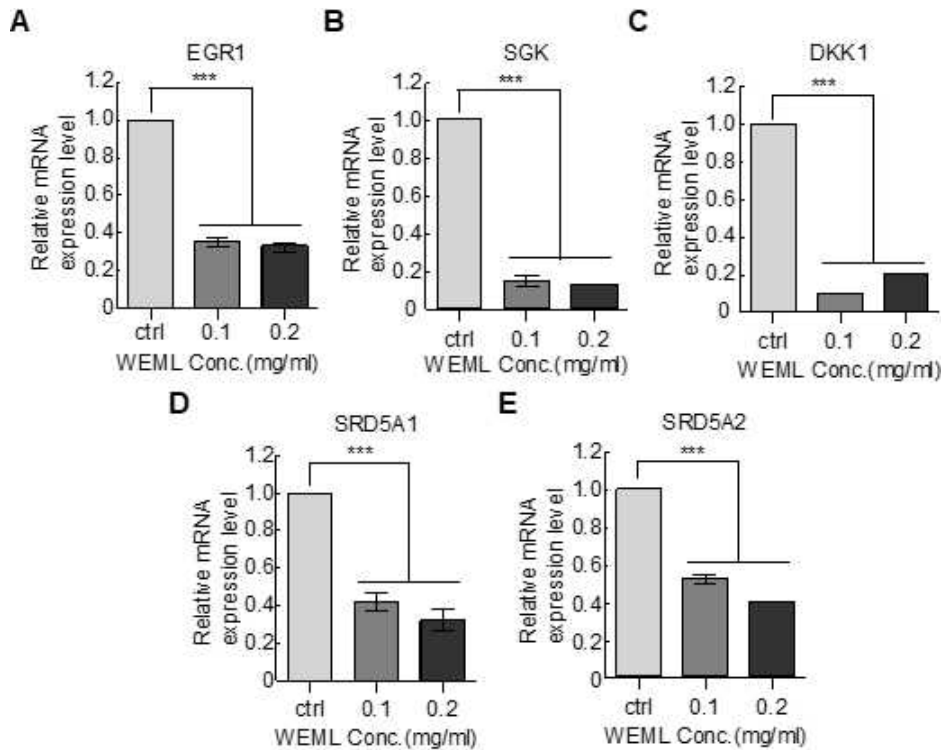 A
EGR1
***
Relative mRNA
expression level
1.2
1.0
0.8
0.6
0.4
0.2
0
ctrl 0.1 0.2
WEML Conc.(mg/ml)
B
SGK
***
Relative mRNA
expression level
1.2
1.0
0.8
0.6
0.4
0.2
0
ctrl 0.1 0.2
WEML Conc.(mg/ml)
C
DKK1
***
Relative mRNA
expression level
1.2
1.0
0.8
0.6
0.4
0.2
0
ctrl 0.1 0.2
WEML Conc.(mg/ml)
D
SRD5A1
***
Relative mRNA
expression level
1.2
1.0
0.8
0.6
0.4
0.2
0
ctrl 0.1 0.2
WEML Conc.(mg/ml)
E
SRD5A2
***
Relative mRNA
expression level
1.2
1.0
0.8
0.6
0.4
0.2
0
ctrl 0.1 0.2
WEML Conc.(mg/ml)